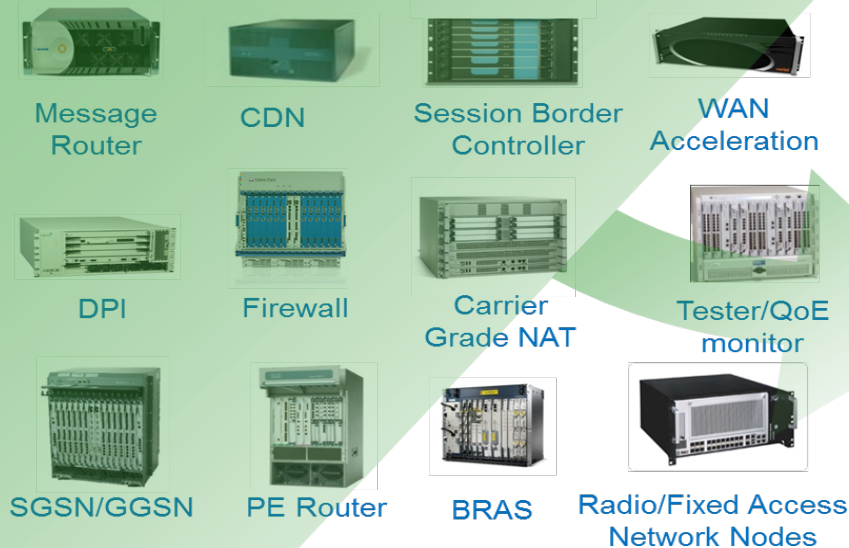 Message
Router
CDN
Session Border
Controller
WAN
Acceleration
DPI
Firewall
Carrier
Grade NAT
Tester/QoE
monitor
SGSN/GGSN
PE Router
BRAS
Radio/Fixed Access
Network Nodes